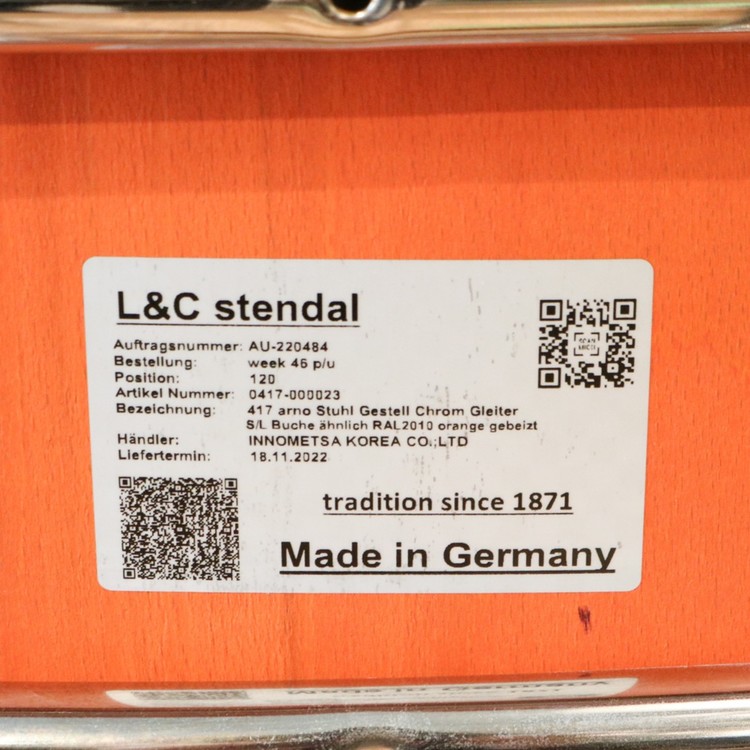 L&C stendal
Auftragsnummer: AU-220484
Bestellung: week 46 p/u
Position: 120
Artikel Nummer: 0417-000023
Bezeichnung: 417 arno Stuhl Gestell Chrom Gleiter
S/L Buche ähnlich RAL2010 orange gebeizt
Händler: INNOMETSA KOREA CO.;LTD
Liefertermin: 18.11.2022
tradition since 1871
Made in Germany